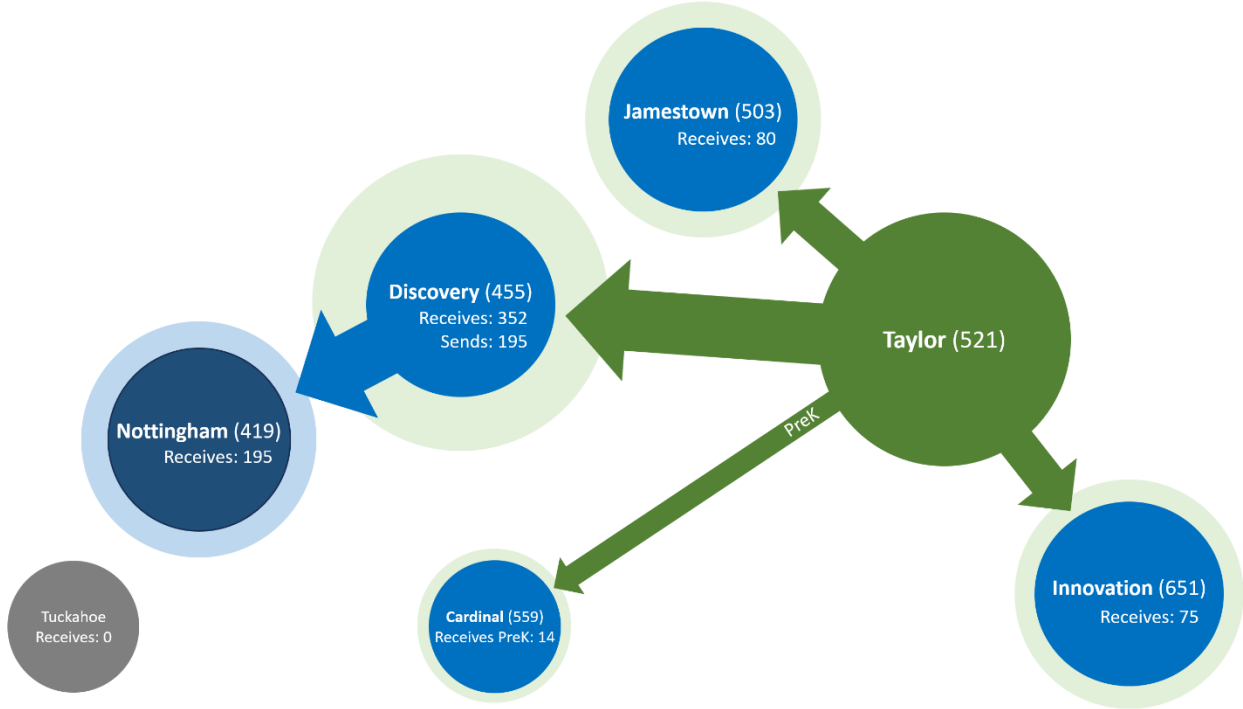 Jamestown (503)
Receives: 80
Discovery (455)
Receives: 352
Sends: 195
Taylor (521)
PreK
Nottingham (419)
Receives: 195
Innovation (651)
Receives: 75
Cardinal (559)
Receives PreK: 14
Tuckahoe
Receives: 0